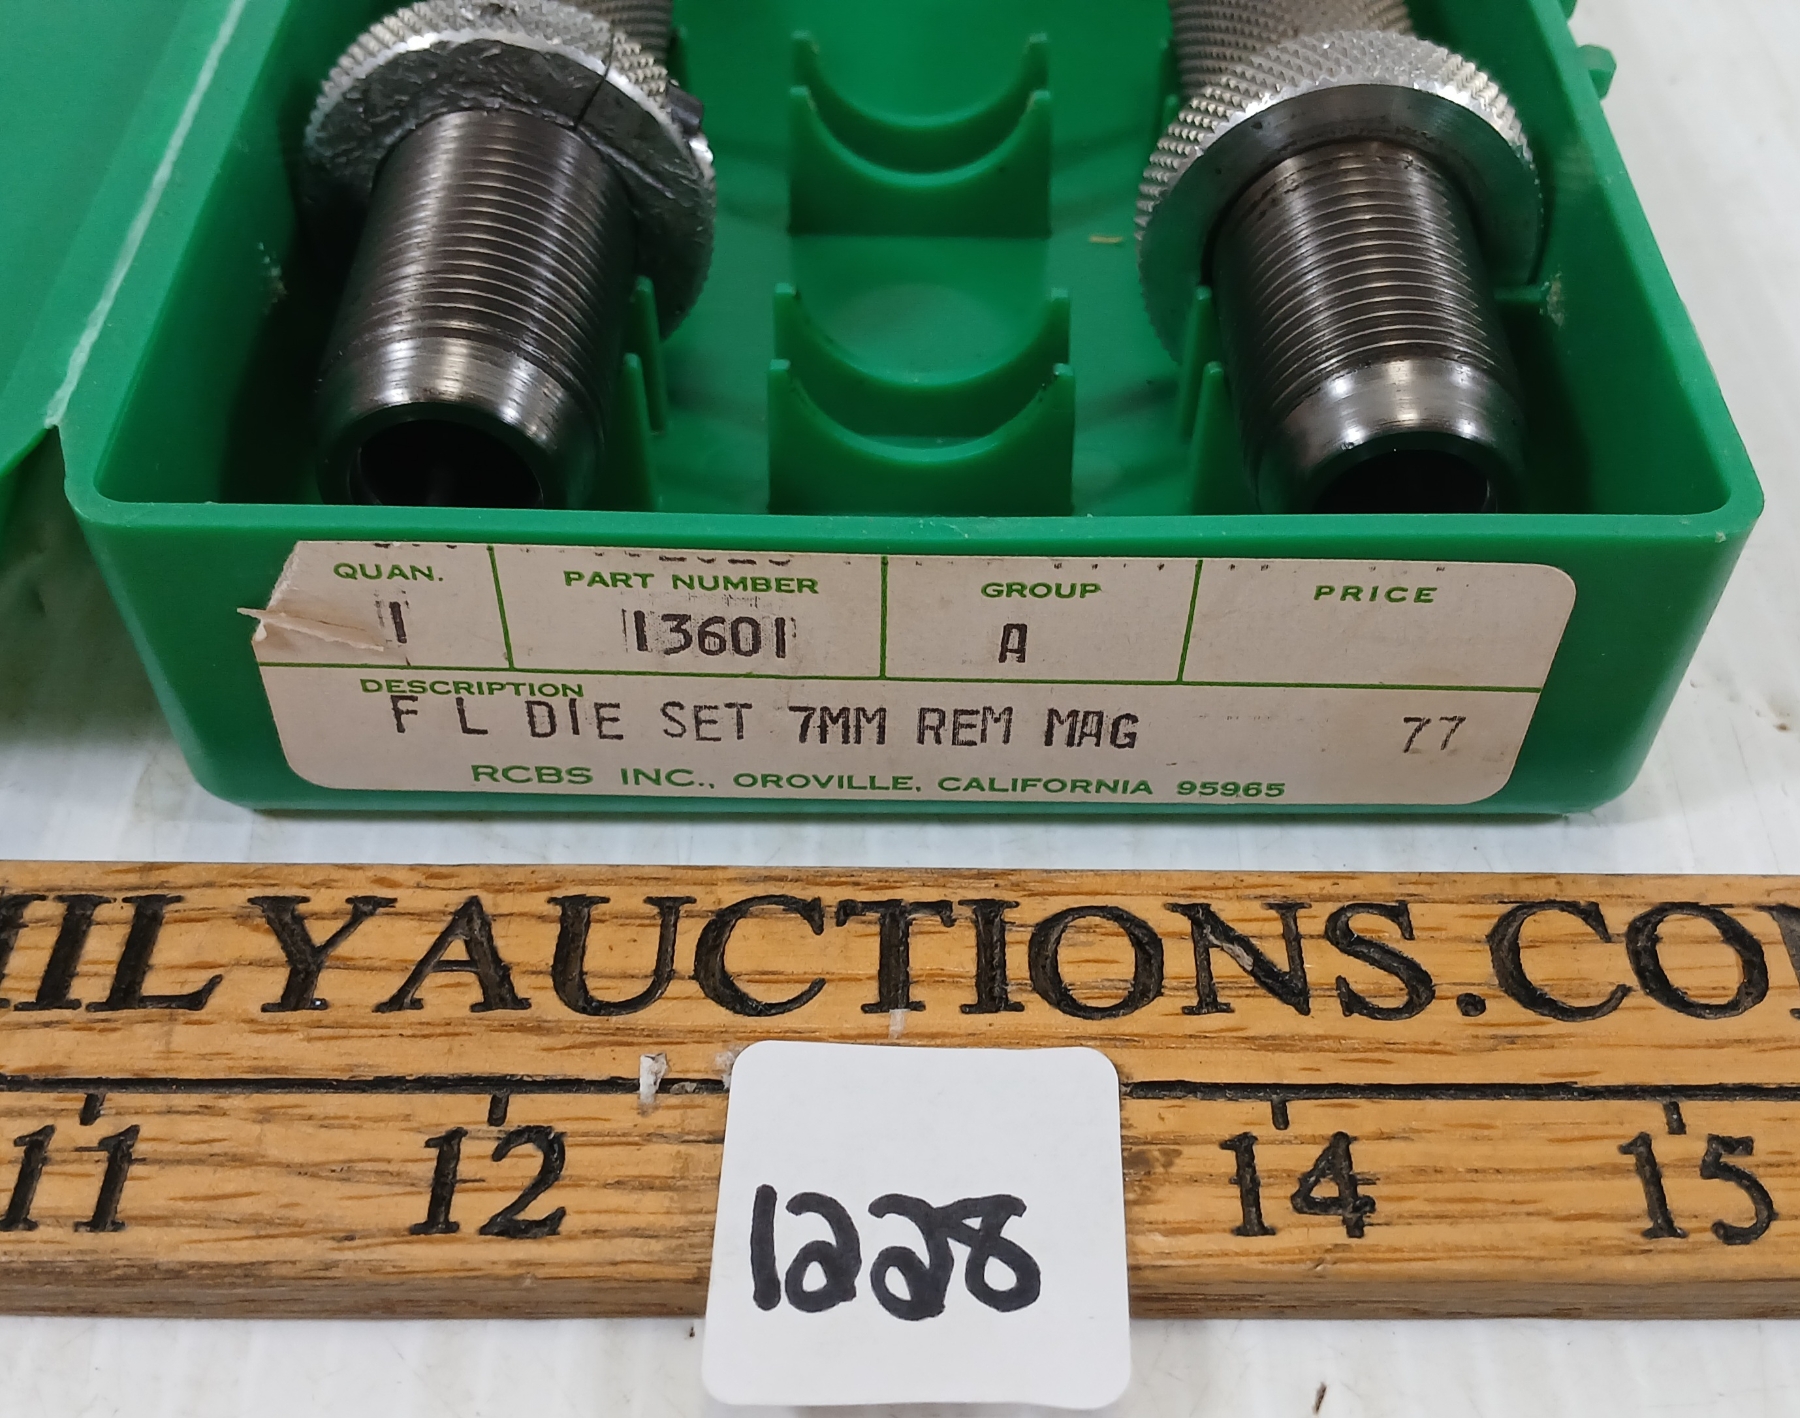 QUAN. PART NUMBER GROUP PRICE
1 13601 A
DESCRIPTION
F L DIE SET 7MM REM MAG 77
RCBS INC., OROVILLE, CALIFORNIA 95965
ILYAUCTIONS.CO
11 12 14 15
1228